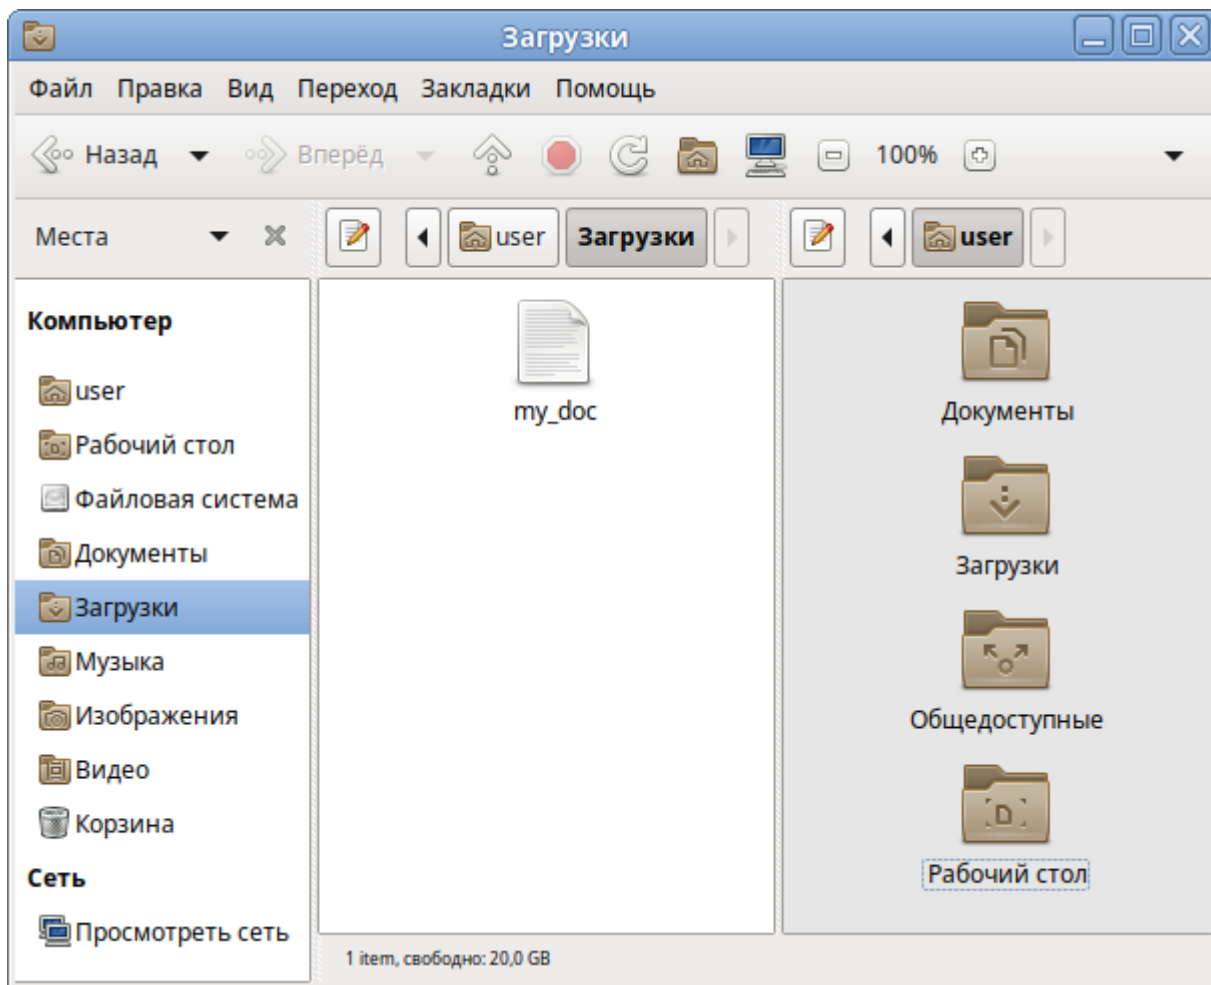 Загрузки
Файл Правка Вид Переход Закладки Помощь
Назад Вперёд 100%
Места user Загрузки user
Компьютер
user
Рабочий стол
Файловая система
Документы
Загрузки
Музыка
Изображения
Видео
Корзина
Сеть
Просмотреть сеть
my_doc
Документы
Загрузки
Общедоступные
Рабочий стол
1 item, свободно: 20,0 GB